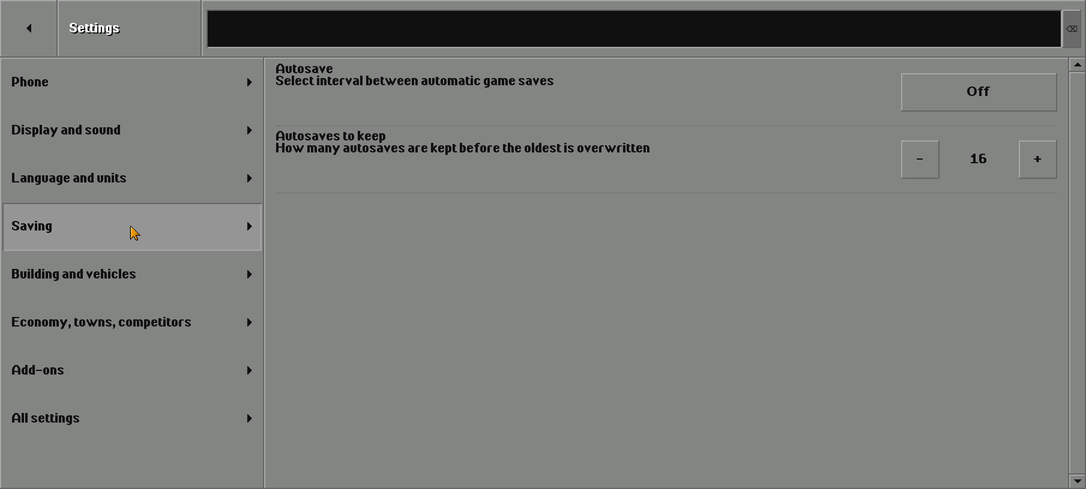 Settings
Phone
Display and sound
Language and units
Saving
Building and vehicles
Economy, towns, competitors
Add-ons
All settings
Autosave
Select interval between automatic game saves
Off
Autosaves to keep
How many autosaves are kept before the oldest is overwritten
- 16 +